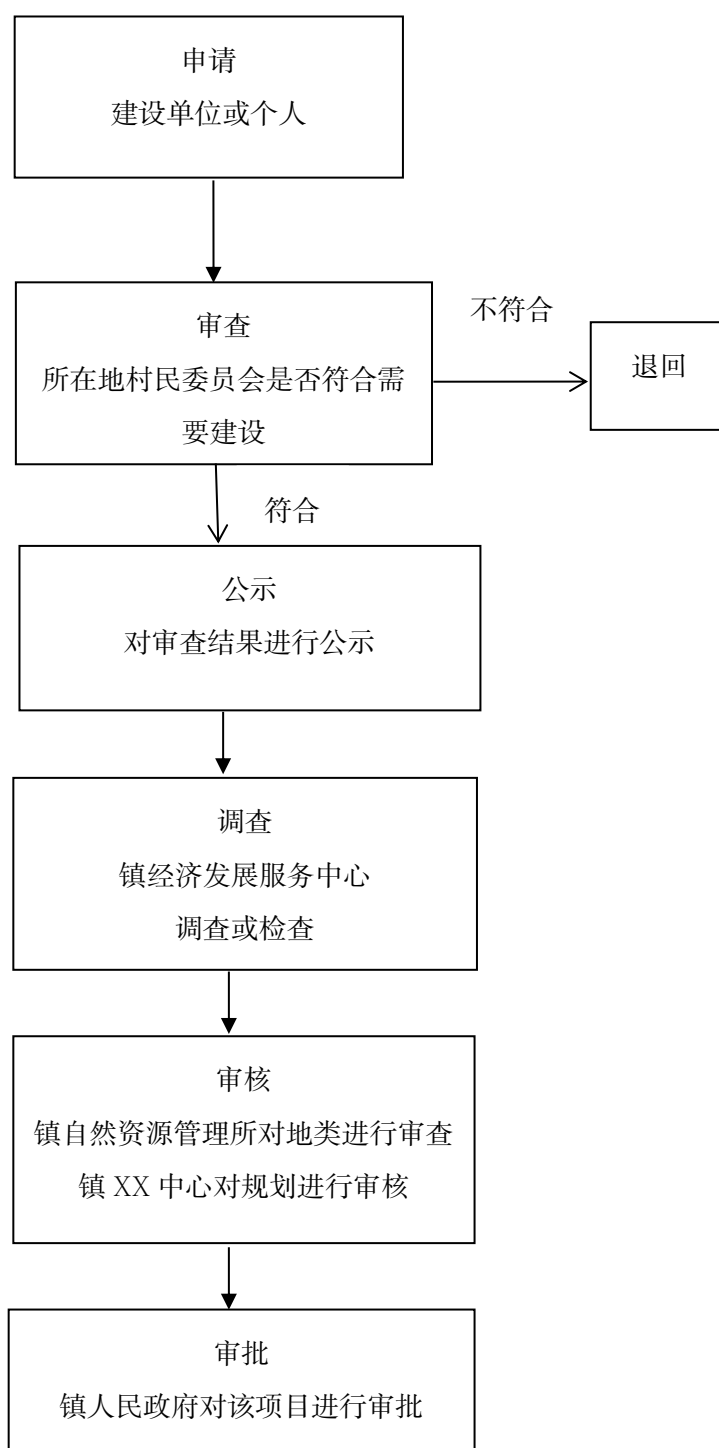 申请
建设单位或个人
审查
所在地村民委员会是否符合需
要建设
不符合
退回
符合
公示
对审查结果进行公示
调查
镇经济发展服务中心
调查或检查
审核
镇自然资源管理所对地类进行审查
镇 XX 中心对规划进行审核
审批
镇人民政府对该项目进行审批